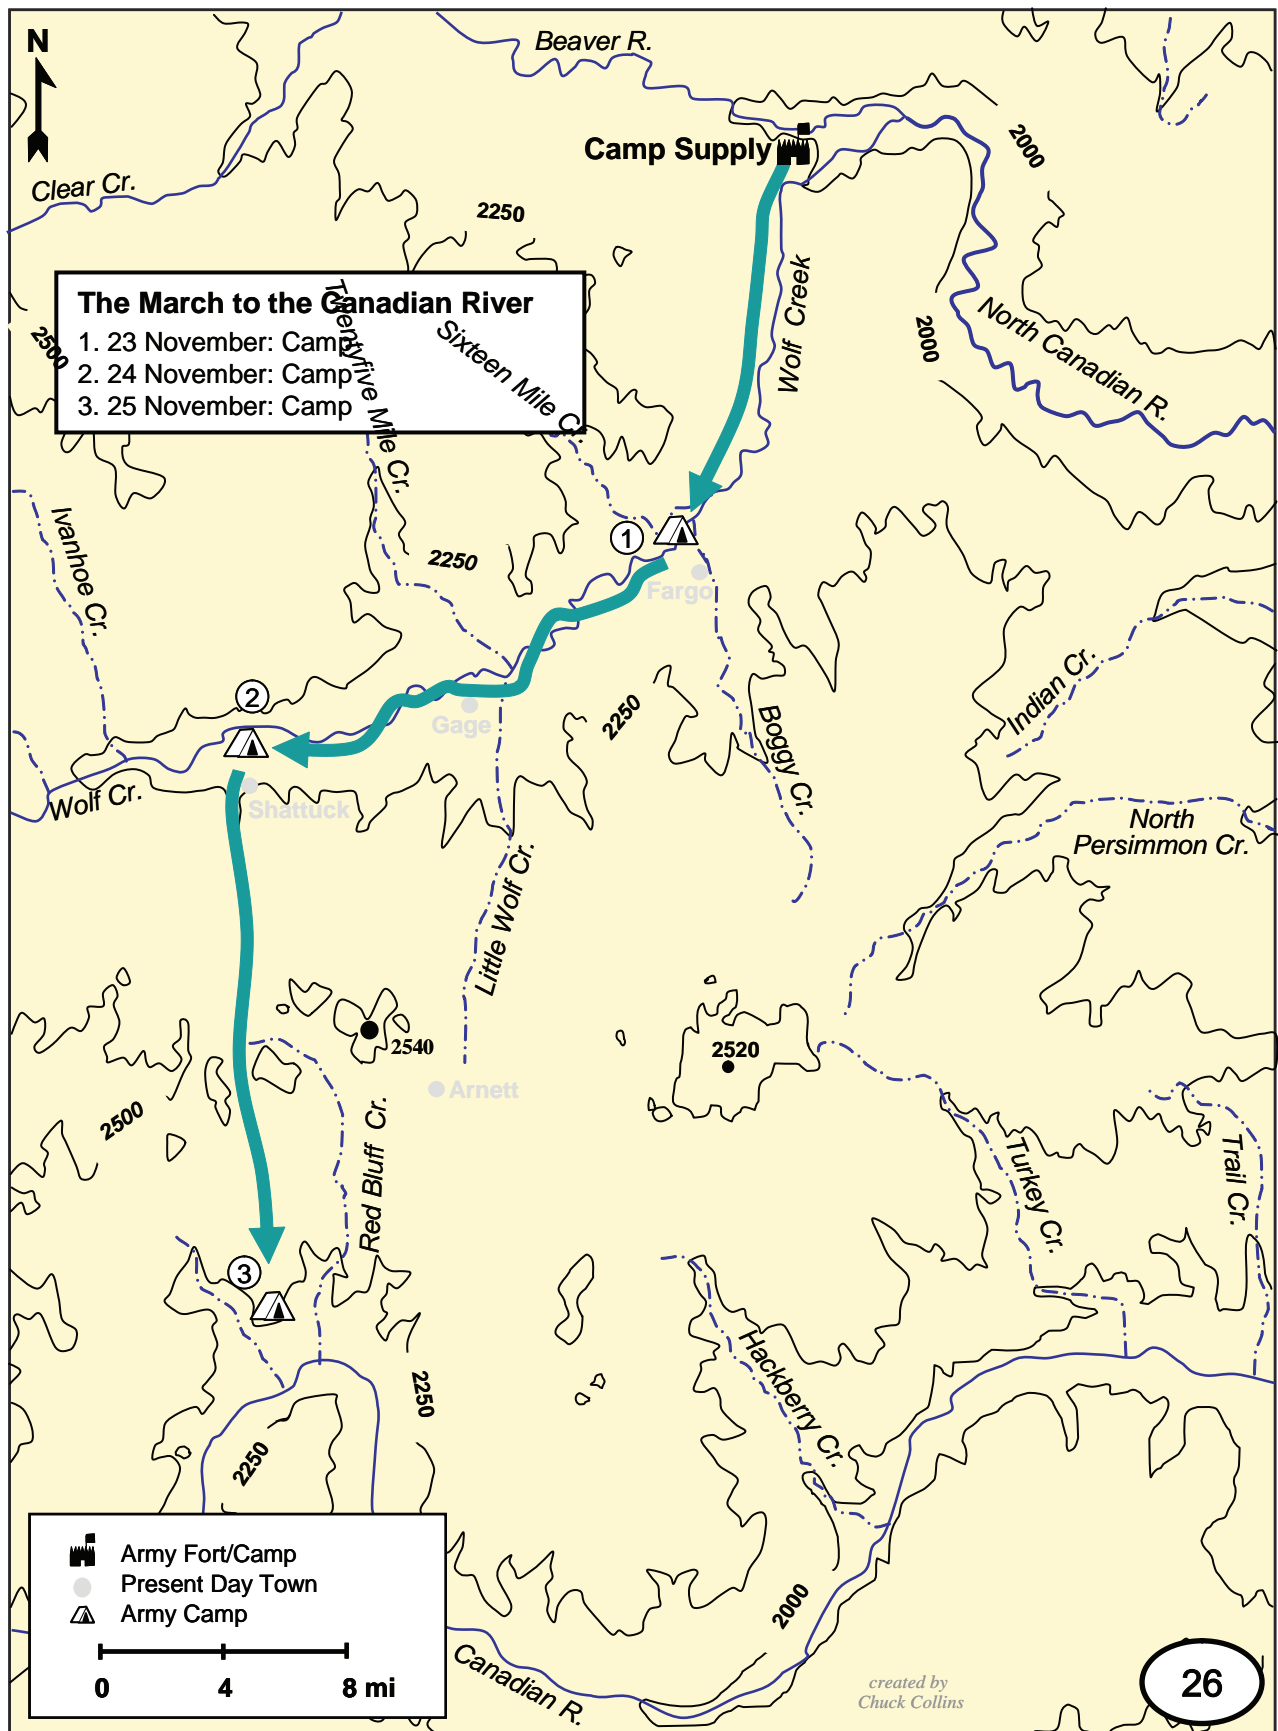 N
Beaver R.
Camp Supply
2000
Clear Cr.
2250
Wolf Creek
The March to the Canadian River
1. 23 November: Camp
2. 24 November: Camp
3. 25 November: Camp
2500
Twentyfive Mile Cr.
Sixteen Mile Cr.
2000
North Canadian R.
Ivanhoe Cr.
1
2250
Fargo
Indian Cr.
2
Gage
2250
Boggy Cr.
Wolf Cr.
Shattuck
North
Persimmon Cr.
Little Wolf Cr.
2540
2520
Arnett
2500
Red Bluff Cr.
Turkey Cr.
Trail Cr.
3
Hackberry Cr.
2250
2250
Army Fort/Camp
Present Day Town
Army Camp
0 4 8 mi
2000
Canadian R.
created by
Chuck Collins
26